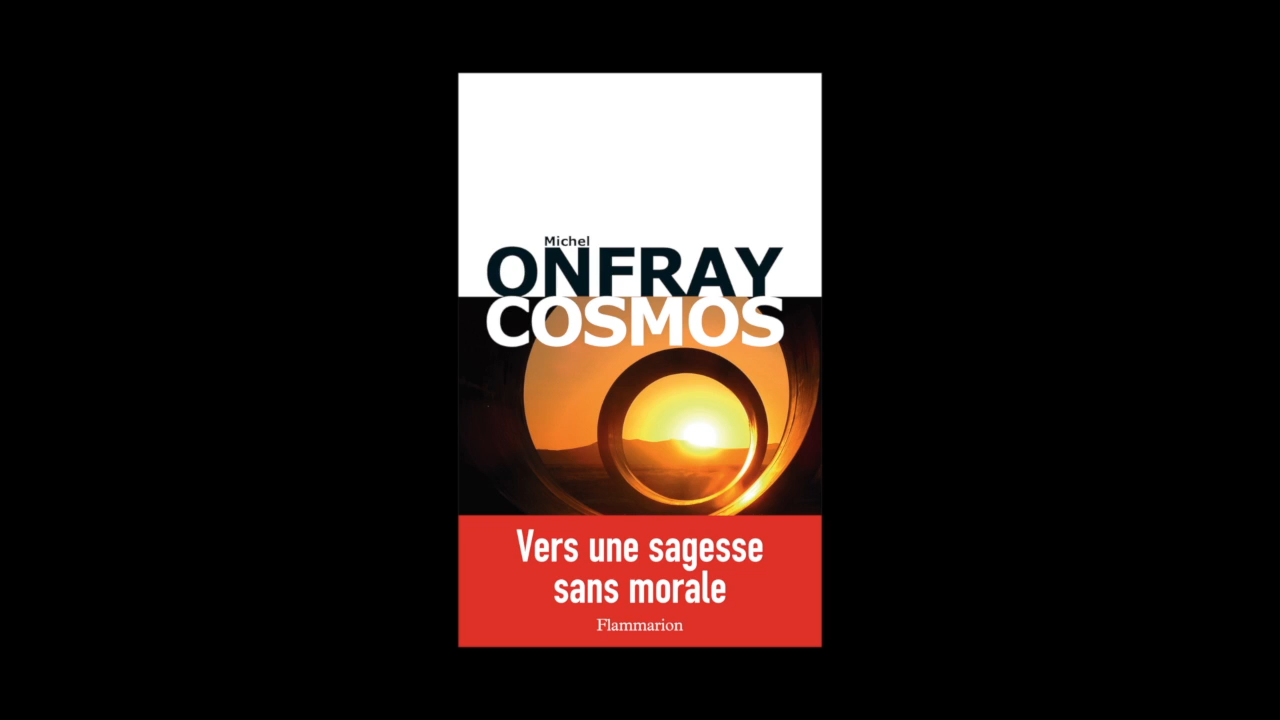 Michel
ONFRAY
COSMOS
Vers une sagesse
sans morale
Flammarion